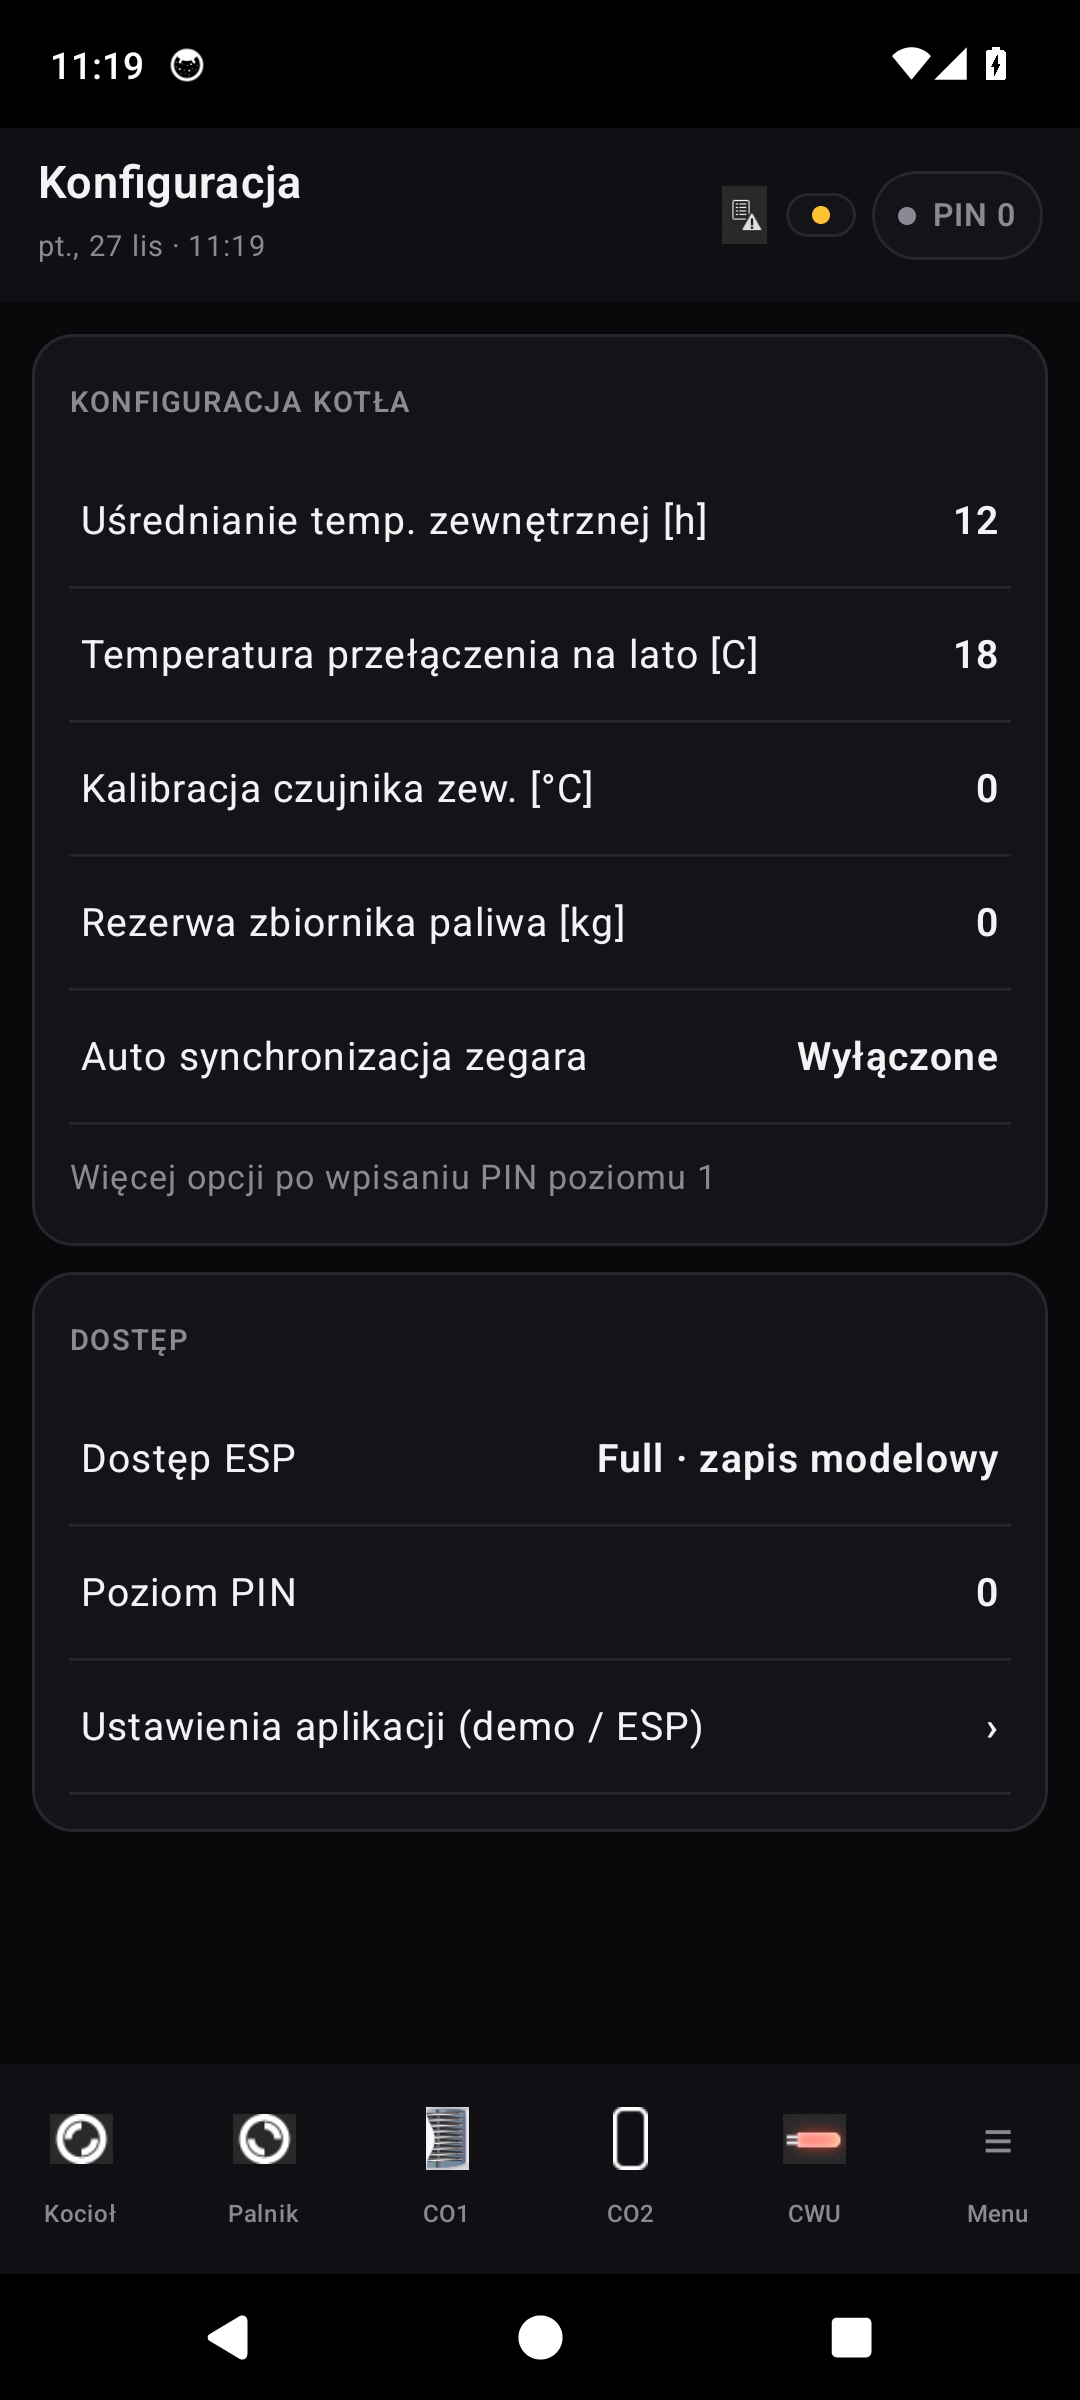 11:19
Konfiguracja
pt., 27 lis · 11:19
PIN 0
KONFIGURACJA KOTŁA
Uśrednianie temp. zewnętrznej [h] 12
Temperatura przełączenia na lato [C] 18
Kalibracja czujnika zew. [°C] 0
Rezerwa zbiornika paliwa [kg] 0
Auto synchronizacja zegara Wyłączone
Więcej opcji po wpisaniu PIN poziomu 1
DOSTĘP
Dostęp ESP Full · zapis modelowy
Poziom PIN 0
Ustawienia aplikacji (demo / ESP) ›
Kocioł Palnik CO1 CO2 CWU Menu